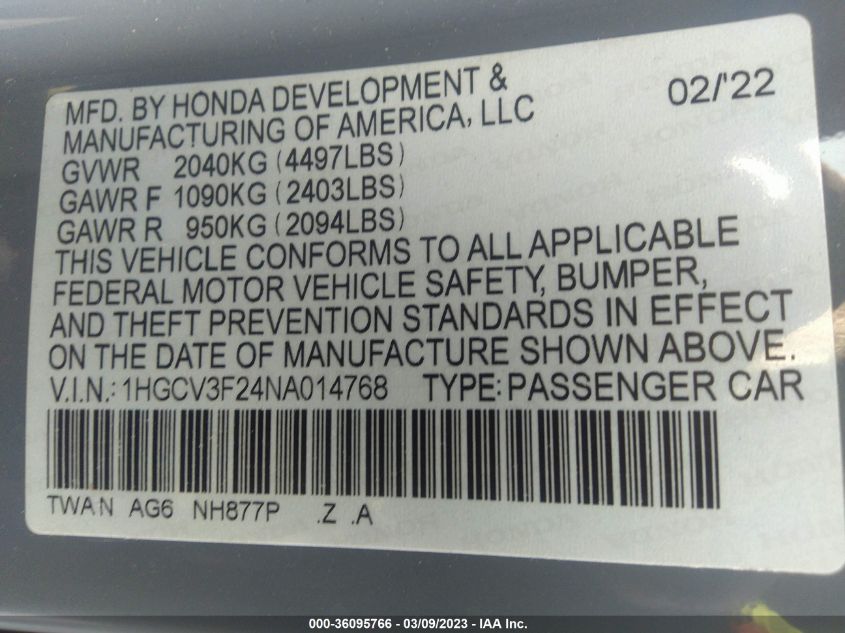 MFD. BY HONDA DEVELOPMENT & 02/'22
MANUFACTURING OF AMERICA, LLC
GVWR 2040KG (4497LBS)
GAWR F 1090KG (2403LBS)
GAWR R 950KG (2094LBS)
THIS VEHICLE CONFORMS TO ALL APPLICABLE
FEDERAL MOTOR VEHICLE SAFETY, BUMPER,
AND THEFT PREVENTION STANDARDS IN EFFECT
ON THE DATE OF MANUFACTURE SHOWN ABOVE.
V.I.N.: 1HGCV3F24NA014768 TYPE: PASSENGER CAR
TWAN AG6 NH877P .Z .A
000-36095766 - 03/09/2023 - IAA Inc.